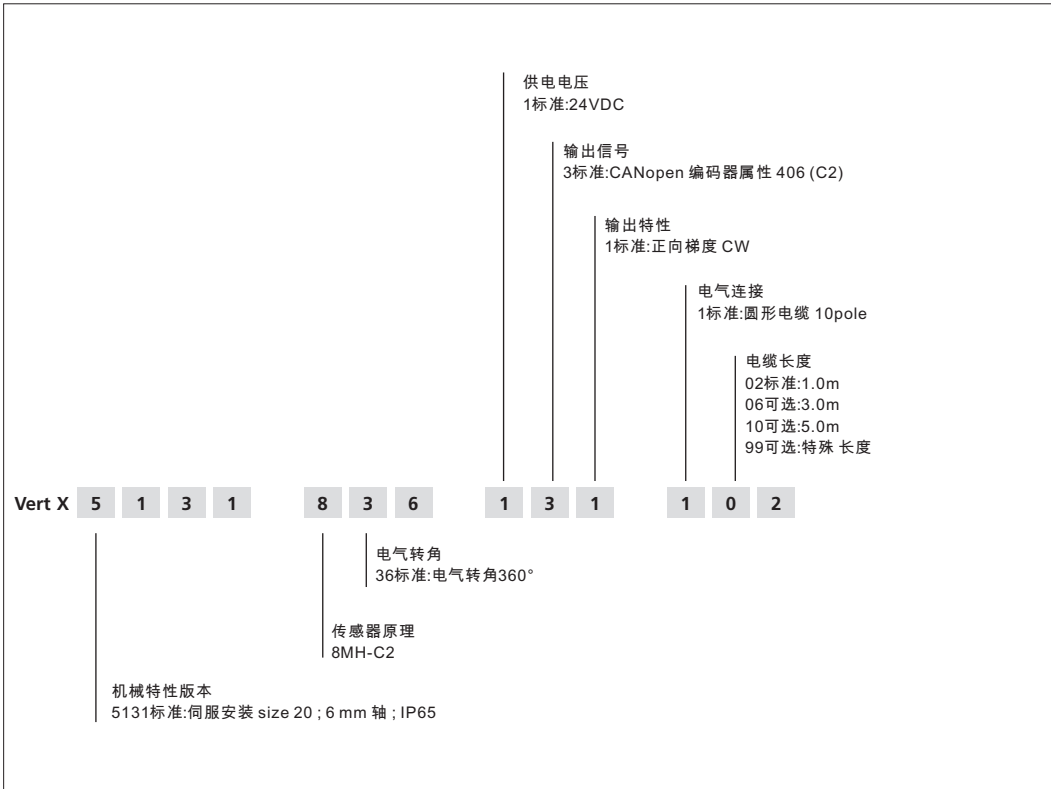 供电电压
1标准:24VDC
输出信号
3标准:CANopen 编码器属性 406 (C2)
输出特性
1标准:正向梯度 CW
电气连接
1标准:圆形电缆 10pole
电缆长度
02标准:1.0m
06可选:3.0m
10可选:5.0m
99可选:特殊 长度
Vert X 5 1 3 1 8 3 6 1 3 1 1 0 2
电气转角
36标准:电气转角360°
传感器原理
8MH-C2
机械特性版本
5131标准:伺服安装 size 20 ; 6 mm 轴 ; IP65